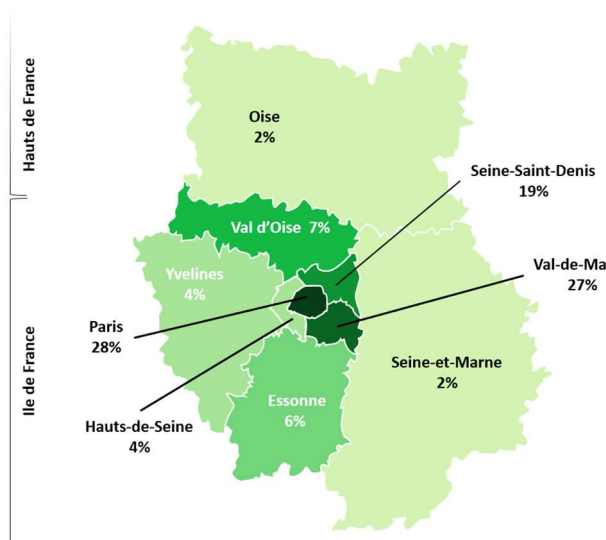 Hauts de France
Oise
2%
Seine-Saint-Denis
19%
Val d'Oise 7%
Yvelines
4%
Val-de-Ma
27%
Ile de France
Paris
28%
Seine-et-Marne
2%
Essonne
6%
Hauts-de-Seine
4%